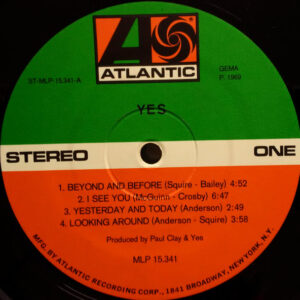 ATLANTIC
ST-MLP-15.341-A
GEMA
P. 1969
YES
STEREO
ONE
1. BEYOND AND BEFORE (Squire - Bailey) 4:52
2. I SEE YOU (McGuinn - Crosby) 6:47
3. YESTERDAY AND TODAY (Anderson) 2:49
4. LOOKING AROUND (Anderson - Squire) 3:58
Produced by Paul Clay & Yes
MLP 15.341
MFG. BY ATLANTIC RECORDING CORP., 1841 BROADWAY, NEW YORK, N.Y.